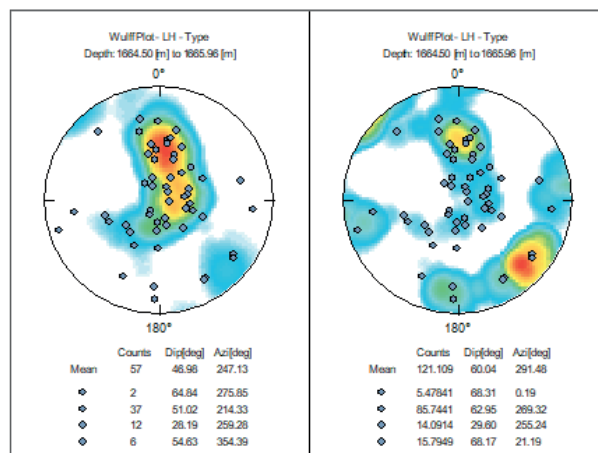 Wulff Plot - LH - Type
Depth: 1664.50 [m] to 1665.96 [m]
0°
180°
Counts Dip[deg] Azi[deg]
Mean 57 46.98 247.13
2 64.84 275.85
37 51.02 214.33
12 28.19 259.28
6 54.63 354.39
Wulff Plot - LH - Type
Depth: 1664.50 [m] to 1665.96 [m]
0°
180°
Counts Dip[deg] Azi[deg]
Mean 121.109 60.04 291.48
5.47841 68.31 0.19
85.7441 62.95 269.32
14.0914 29.60 255.24
15.7949 68.17 21.19